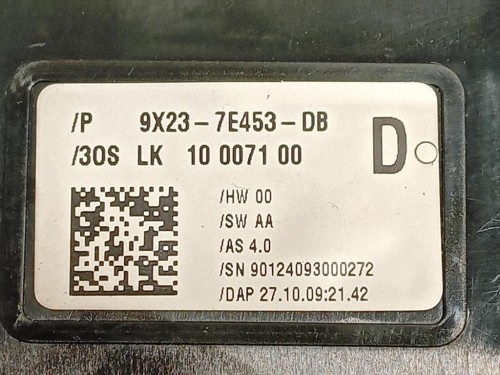 /P 9X23-7E453-DB
/3OS LK 10 0071 00
D
/HW 00
/SW AA
/AS 4.0
/SN 90124093000272
/DAP 27.10.09:21.42